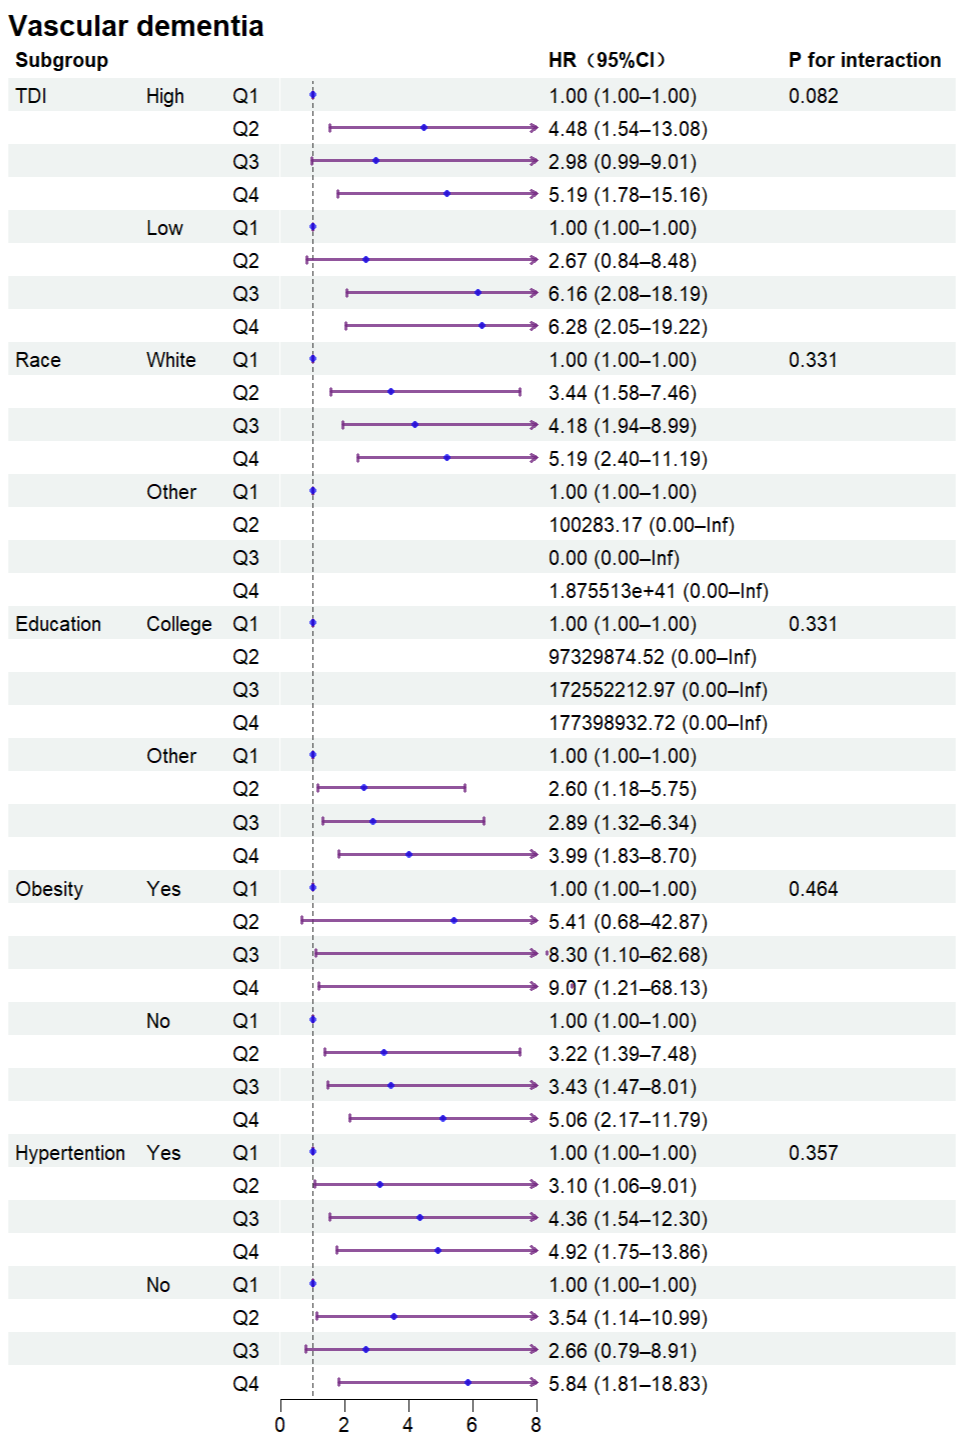 Vascular dementia
Subgroup HR（95%CI） P for interaction
TDI High Q1 1.00 (1.00–1.00) 0.082
Q2 4.48 (1.54–13.08)
Q3 2.98 (0.99–9.01)
Q4 5.19 (1.78–15.16)
Low Q1 1.00 (1.00–1.00)
Q2 2.67 (0.84–8.48)
Q3 6.16 (2.08–18.19)
Q4 6.28 (2.05–19.22)
Race White Q1 1.00 (1.00–1.00) 0.331
Q2 3.44 (1.58–7.46)
Q3 4.18 (1.94–8.99)
Q4 5.19 (2.40–11.19)
Other Q1 1.00 (1.00–1.00)
Q2 100283.17 (0.00–Inf)
Q3 0.00 (0.00–Inf)
Q4 1.875513e+41 (0.00–Inf)
Education College Q1 1.00 (1.00–1.00) 0.331
Q2 97329874.52 (0.00–Inf)
Q3 172552212.97 (0.00–Inf)
Q4 177398932.72 (0.00–Inf)
Other Q1 1.00 (1.00–1.00)
Q2 2.60 (1.18–5.75)
Q3 2.89 (1.32–6.34)
Q4 3.99 (1.83–8.70)
Obesity Yes Q1 1.00 (1.00–1.00) 0.464
Q2 5.41 (0.68–42.87)
Q3 8.30 (1.10–62.68)
Q4 9.07 (1.21–68.13)
No Q1 1.00 (1.00–1.00)
Q2 3.22 (1.39–7.48)
Q3 3.43 (1.47–8.01)
Q4 5.06 (2.17–11.79)
Hypertention Yes Q1 1.00 (1.00–1.00) 0.357
Q2 3.10 (1.06–9.01)
Q3 4.36 (1.54–12.30)
Q4 4.92 (1.75–13.86)
No Q1 1.00 (1.00–1.00)
Q2 3.54 (1.14–10.99)
Q3 2.66 (0.79–8.91)
Q4 5.84 (1.81–18.83)
0 2 4 6 8